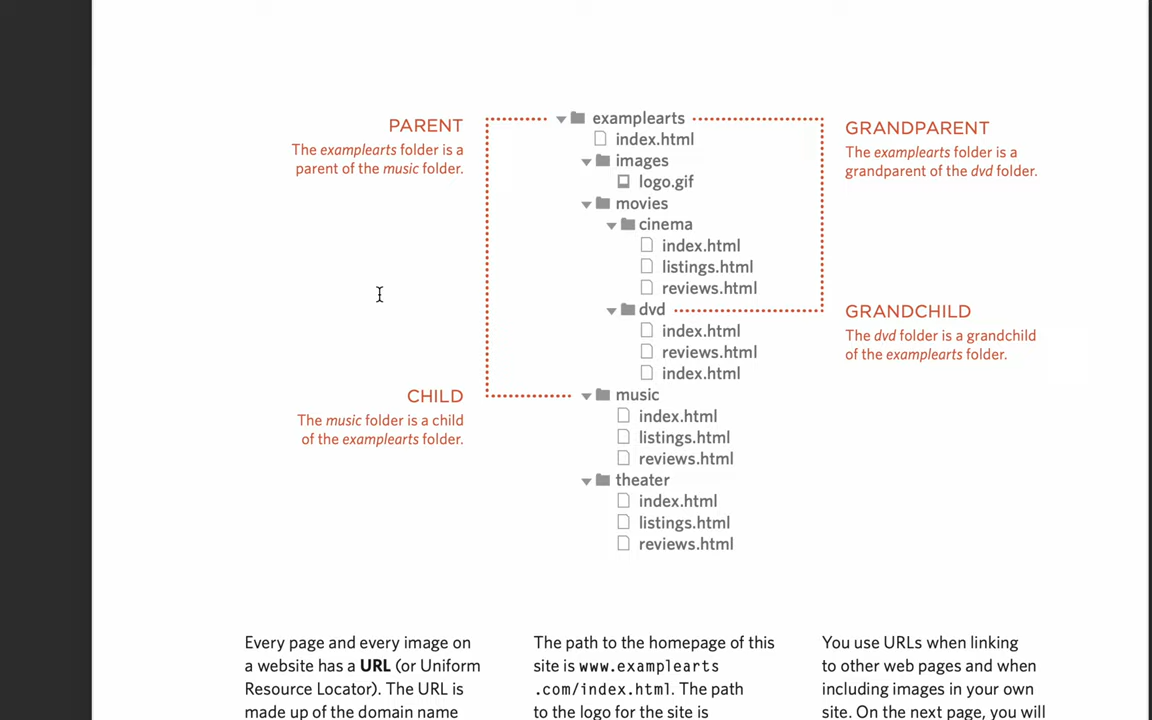 PARENT
The examplearts folder is a
parent of the music folder.
examplearts
index.html
images
logo.gif
movies
cinema
index.html
listings.html
reviews.html
dvd
index.html
reviews.html
index.html
music
index.html
listings.html
reviews.html
theater
index.html
listings.html
reviews.html
GRANDPARENT
The examplearts folder is a
grandparent of the dvd folder.
GRANDCHILD
The dvd folder is a grandchild
of the examplearts folder.
CHILD
The music folder is a child
of the examplearts folder.
Every page and every image on
a website has a URL (or Uniform
Resource Locator). The URL is
made up of the domain name
The path to the homepage of this
site is www.examplearts
.com/index.html. The path
to the logo for the site is
You use URLs when linking
to other web pages and when
including images in your own
site. On the next page, you will